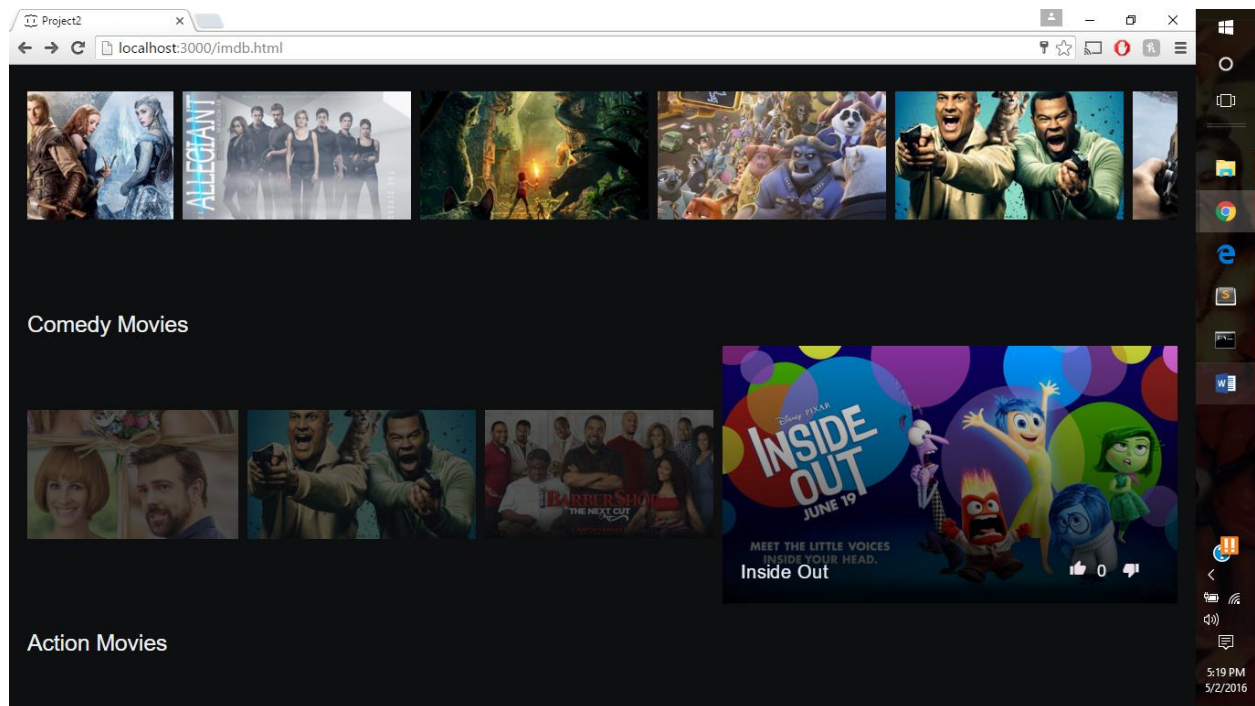 Project2
localhost:3000/imdb.html
ALLEGIANT
Comedy Movies
BARBERSHOP
THE NEXT CUT
Disney PIXAR
INSIDE
OUT
JUNE 19
MEET THE LITTLE VOICES
INSIDE YOUR HEAD.
Inside Out
0
Action Movies
5:19 PM
5/2/2016